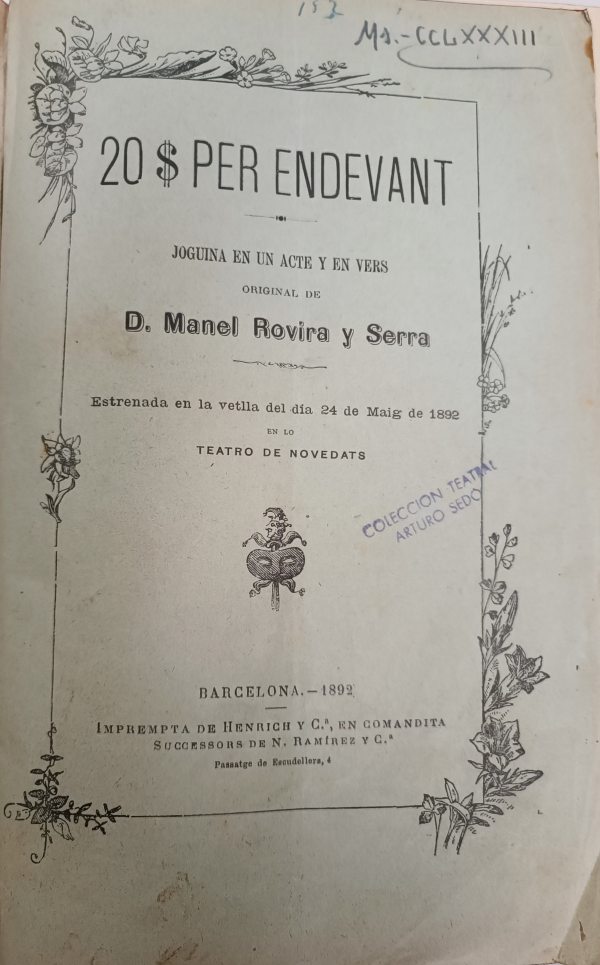 Ms.-CCLXXXIII
20 $ PER ENDEVANT
JOGUINA EN UN ACTE Y EN VERS
ORIGINAL DE
D. Manel Rovira y Serra
Estrenada en la vetlla del día 24 de Maig de 1892
EN LO
TEATRO DE NOVEDATS
COLECCION TEATRAL
ARTURO SEDÓ
BARCELONA.—1892
IMPREMPTA DE HENRICH Y C.ª, EN COMANDITA
SUCCESSORS DE N. RAMÍREZ Y C.ª
Passatge de Escudellers, 4